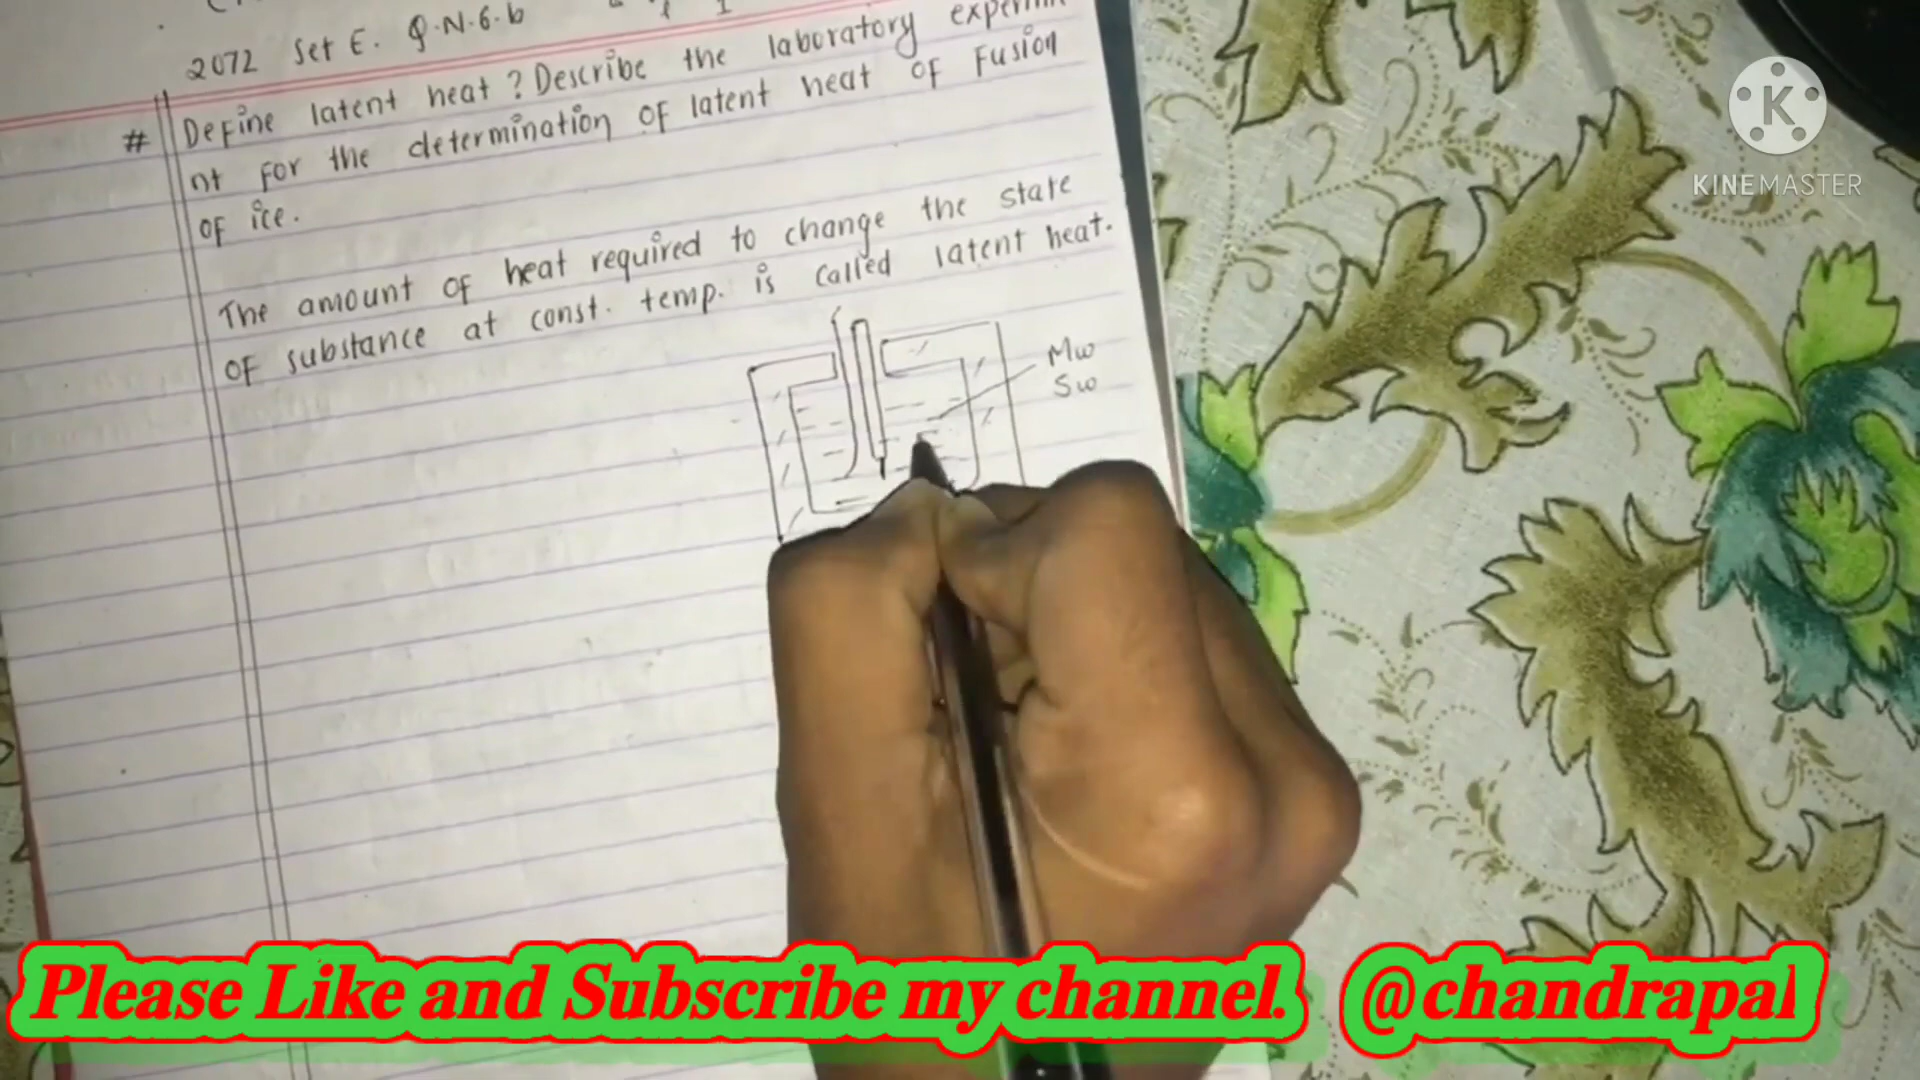 2072 Set E. Q.N.6.b
# Define latent heat? Describe the laboratory experim
nt for the determination of latent heat of Fusion
of ice.
The amount of heat required to change the state
of substance at const. temp. is called latent heat.
Mw
Sw
K
KINEMASTER
Please Like and Subscribe my channel. @chandrapal